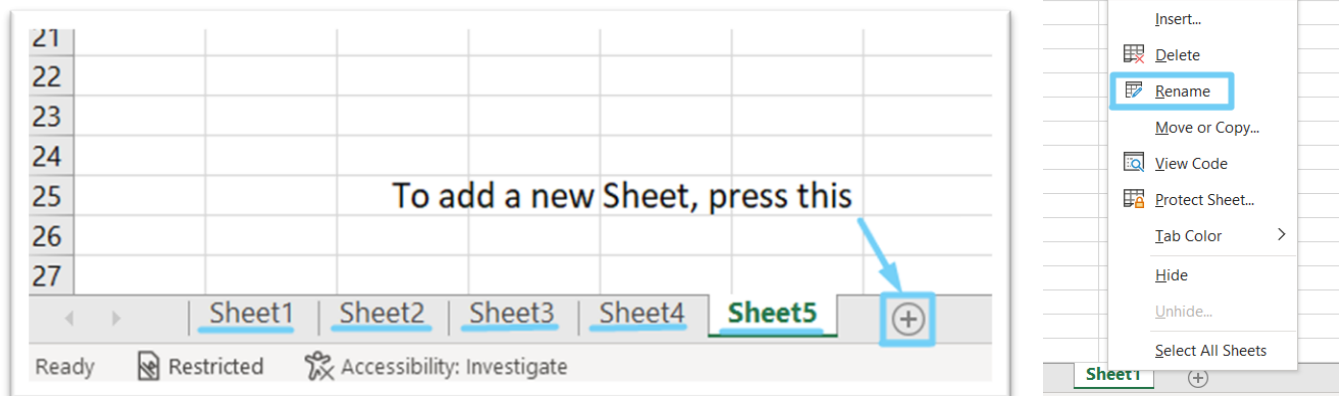 21
22
23
24
25 To add a new Sheet, press this
26
27
Sheet1 Sheet2 Sheet3 Sheet4 Sheet5
Ready Restricted Accessibility: Investigate
Insert...
Delete
Rename
Move or Copy...
View Code
Protect Sheet...
Tab Color
Hide
Unhide...
Select All Sheets
Sheet1